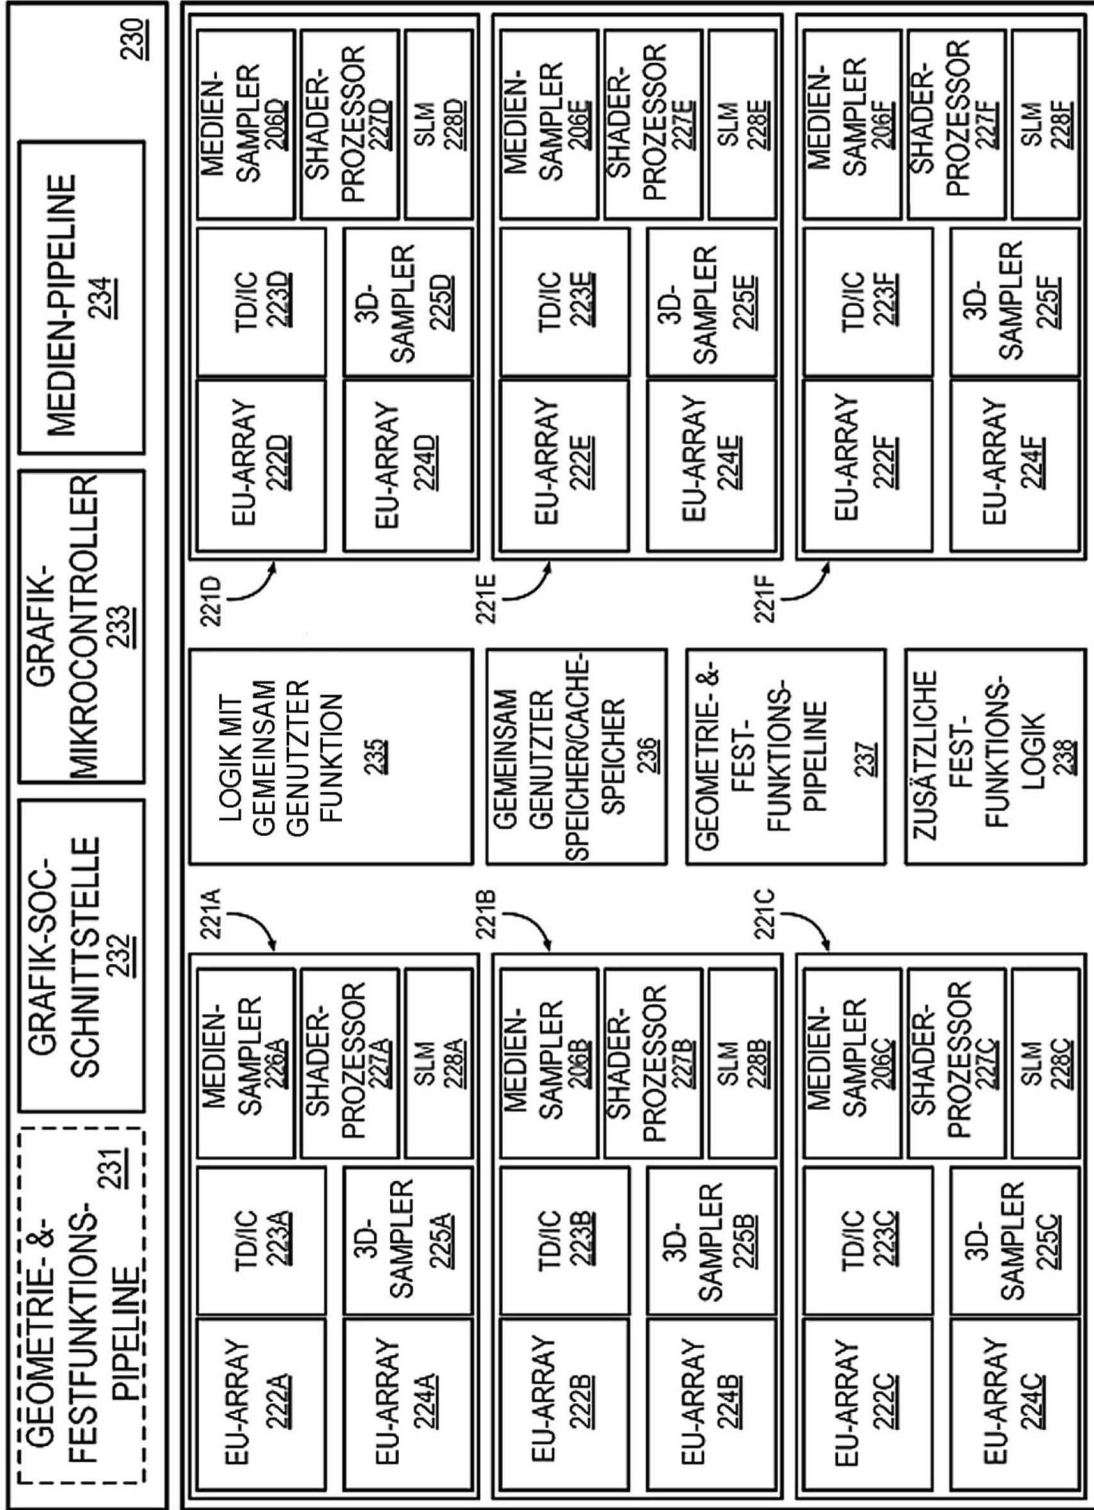 GEOMETRIE- &-
FESTFUNKTIONS-
PIPELINE
231
GRAFIK-SOC-
SCHNITTSTELLE
232
GRAFIK-
MIKROCONTROLLER
233
MEDIEN-PIPELINE
234
230
221A
EU-ARRAY
222A
TD/IC
223A
MEDIEN-
SAMPLER
226A
SHADER-
PROZESSOR
227A
EU-ARRAY
224A
3D-
SAMPLER
225A
SLM
228A
LOGIK MIT
GEMEINSAM
GENUTZTER
FUNKTION
235
221D
EU-ARRAY
222D
TD/IC
223D
MEDIEN-
SAMPLER
206D
SHADER-
PROZESSOR
227D
EU-ARRAY
224D
3D-
SAMPLER
225D
SLM
228D
221B
EU-ARRAY
222B
TD/IC
223B
MEDIEN-
SAMPLER
206B
SHADER-
PROZESSOR
227B
EU-ARRAY
224B
3D-
SAMPLER
225B
SLM
228B
GEMEINSAM
GENUTZTER
SPEICHER/CACHE-
SPEICHER
236
221E
EU-ARRAY
222E
TD/IC
223E
MEDIEN-
SAMPLER
206E
SHADER-
PROZESSOR
227E
EU-ARRAY
224E
3D-
SAMPLER
225E
SLM
228E
GEOMETRIE- &-
FEST-
FUNKTIONS-
PIPELINE
237
221C
EU-ARRAY
222C
TD/IC
223C
MEDIEN-
SAMPLER
206C
SHADER-
PROZESSOR
227C
EU-ARRAY
224C
3D-
SAMPLER
225C
SLM
228C
ZUSÄTZLICHE
FEST-
FUNKTIONS-
LOGIK
238
221F
EU-ARRAY
222F
TD/IC
223F
MEDIEN-
SAMPLER
206F
SHADER-
PROZESSOR
227F
EU-ARRAY
224F
3D-
SAMPLER
225F
SLM
228F